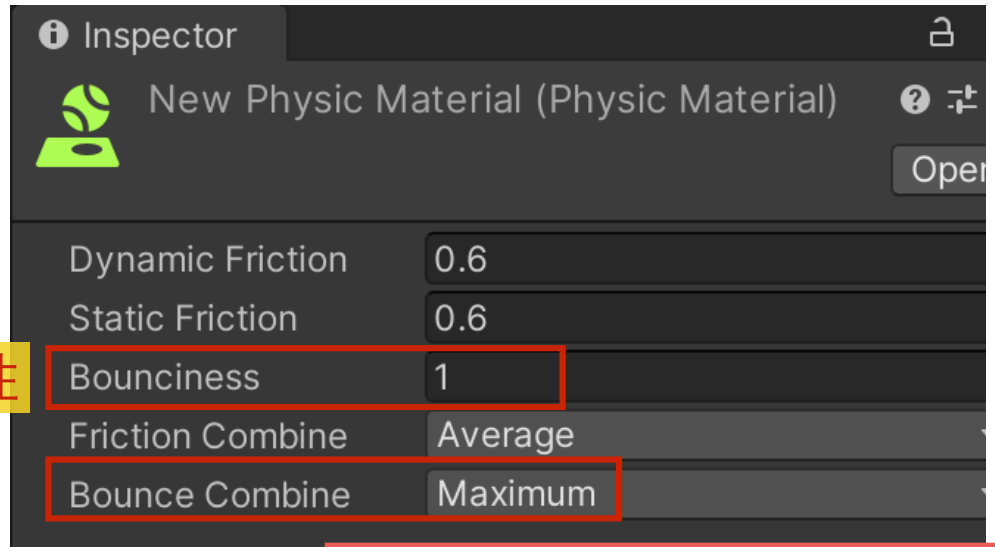 Inspector
New Physic Material (Physic Material)
Open
Dynamic Friction 0.6
Static Friction 0.6
Bounciness 1
Friction Combine Average
Bounce Combine Maximum